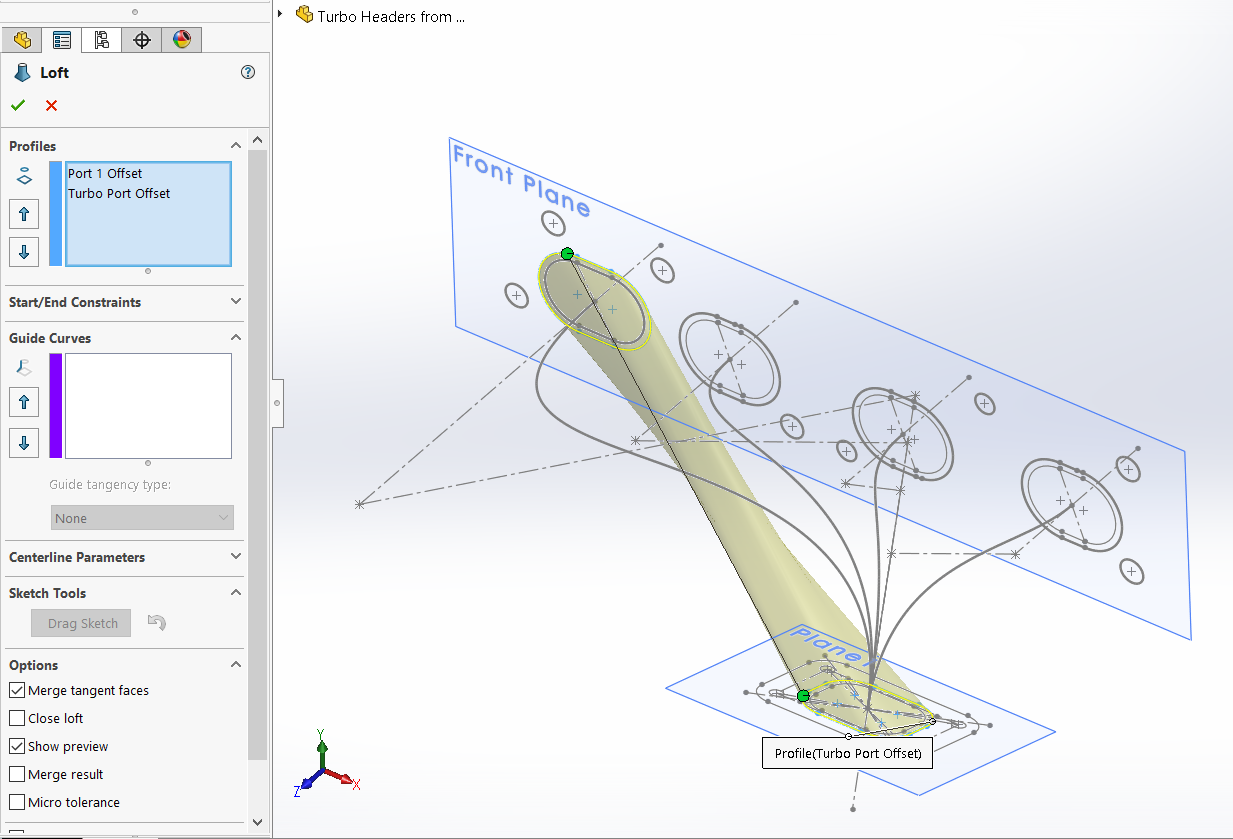 Turbo Headers from ...
Loft
Profiles
Port 1 Offset
Turbo Port Offset
Start/End Constraints
Guide Curves
Guide tangency type:
None
Centerline Parameters
Sketch Tools
Drag Sketch
Options
Merge tangent faces
Close loft
Show preview
Merge result
Micro tolerance
Front Plane
Plane
Profile(Turbo Port Offset)
Y
X
Z